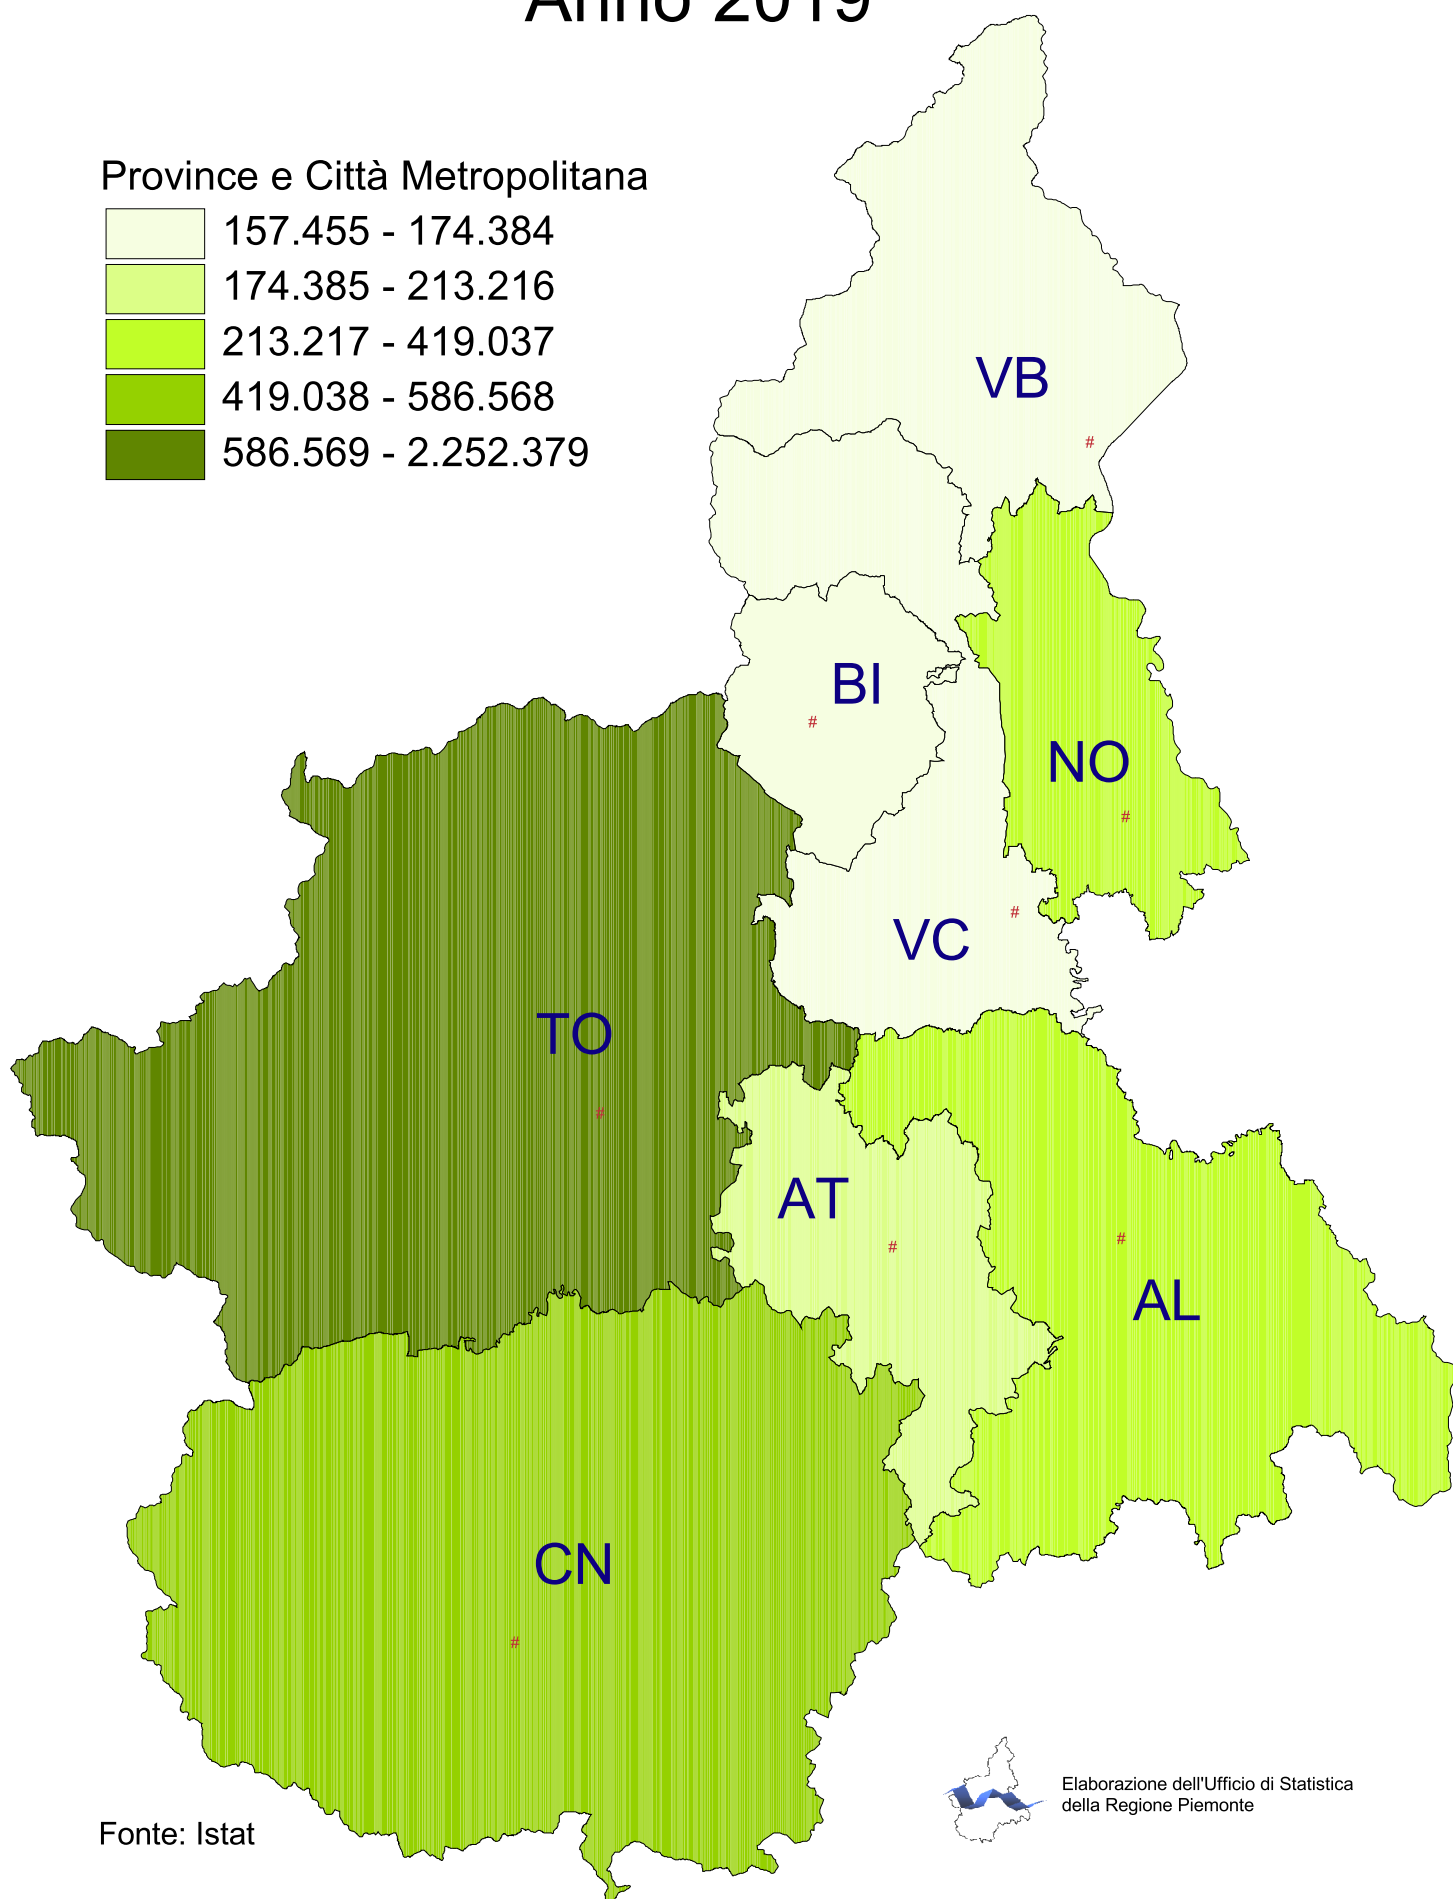 Anno 2019
Province e Città Metropolitana
157.455 - 174.384
174.385 - 213.216
213.217 - 419.037
419.038 - 586.568
586.569 - 2.252.379
VB
#
BI
#
NO
#
VC
#
TO
#
AT
#
AL
#
CN
#
Elaborazione dell'Ufficio di Statistica
della Regione Piemonte
Fonte: Istat